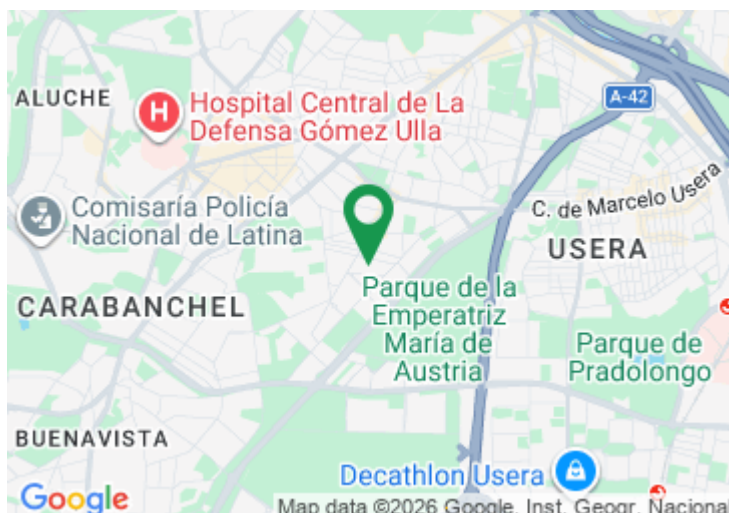 ALUCHE
H
Hospital Central de La
Defensa Gómez Ulla
A-42
Comisaría Policía
Nacional de Latina
C. de Marcelo Usera
USERA
CARABANCHEL
Parque de la
Emperatriz
María de
Austria
Parque de
Pradolongo
BUENAVISTA
Decathlon Usera
Google
Map data ©2026 Google, Inst. Geogr. Nacional